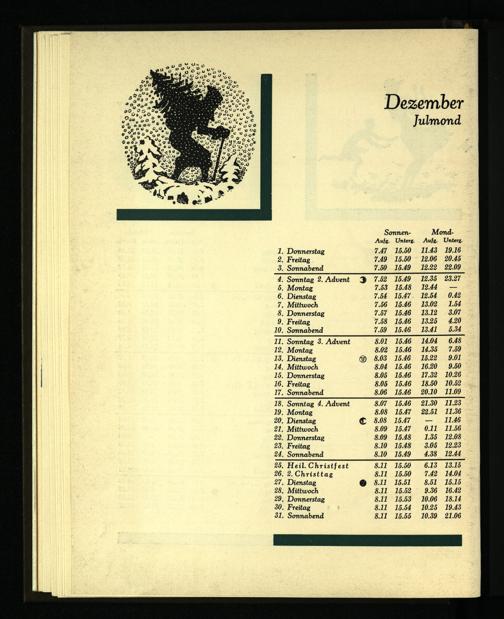 Dezember
Julmond
Sonnen- Mond-
Aufg. Unterg. Aufg. Unterg.
1. Donnerstag 7.47 15.50 11.43 19.16
2. Freitag 7.49 15.50 12.06 20.45
3. Sonnabend 7.50 15.49 12.22 22.09
4. Sonntag 2. Advent 7.52 15.49 12.35 23.27
5. Montag 7.53 15.48 12.44 —
6. Dienstag 7.54 15.47 12.54 0.42
7. Mittwoch 7.56 15.46 13.02 1.54
8. Donnerstag 7.57 15.46 13.12 3.07
9. Freitag 7.58 15.46 13.25 4.20
10. Sonnabend 7.59 15.46 13.41 5.34
11. Sonntag 3. Advent 8.01 15.46 14.04 6.48
12. Montag 8.02 15.46 14.35 7.59
13. Dienstag 8.03 15.46 15.22 9.01
14. Mittwoch 8.04 15.46 16.20 9.50
15. Donnerstag 8.05 15.46 17.32 10.26
16. Freitag 8.05 15.46 18.50 10.52
17. Sonnabend 8.06 15.46 20.10 11.09
18. Sonntag 4. Advent 8.07 15.46 21.30 11.23
19. Montag 8.08 15.47 22.51 11.36
20. Dienstag 8.08 15.47 — 11.46
21. Mittwoch 8.09 15.47 0.11 11.56
22. Donnerstag 8.09 15.48 1.35 12.08
23. Freitag 8.10 15.48 3.05 12.23
24. Sonnabend 8.10 15.49 4.38 12.44
25. Heil. Christfest 8.11 15.50 6.13 13.15
26. 2. Christtag 8.11 15.50 7.42 14.04
27. Dienstag 8.11 15.51 8.51 15.15
28. Mittwoch 8.11 15.52 9.36 16.42
29. Donnerstag 8.11 15.53 10.06 18.14
30. Freitag 8.11 15.54 10.25 19.43
31. Sonnabend 8.11 15.55 10.39 21.06